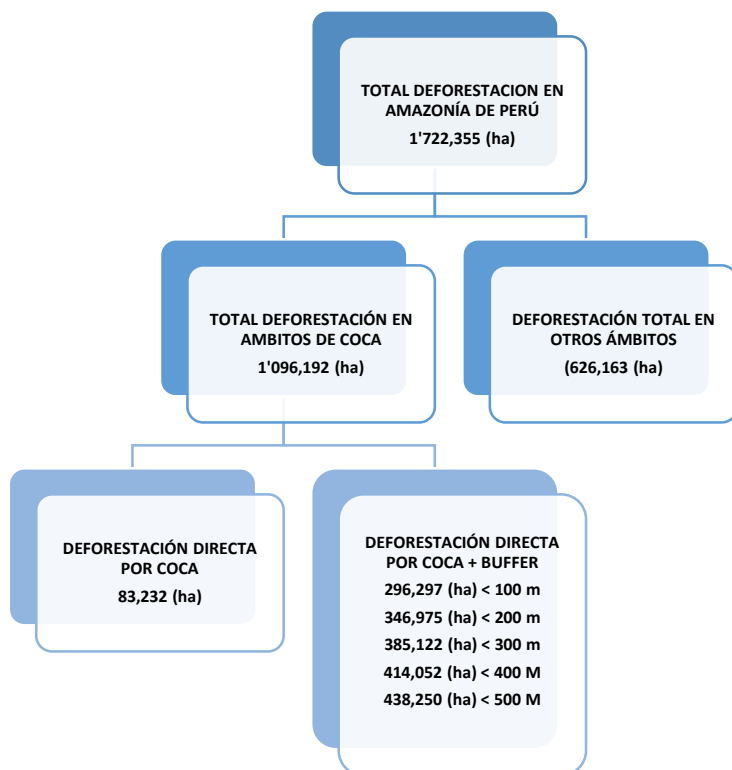 TOTAL DEFORESTACION EN
AMAZONÍA DE PERÚ
1'722,355 (ha)
TOTAL DEFORESTACIÓN EN
AMBITOS DE COCA
1'096,192 (ha)
DEFORESTACIÓN TOTAL EN
OTROS ÁMBITOS
(626,163 (ha)
DEFORESTACIÓN DIRECTA
POR COCA
83,232 (ha)
DEFORESTACIÓN DIRECTA
POR COCA + BUFFER
296,297 (ha) < 100 m
346,975 (ha) < 200 m
385,122 (ha) < 300 m
414,052 (ha) < 400 M
438,250 (ha) < 500 M